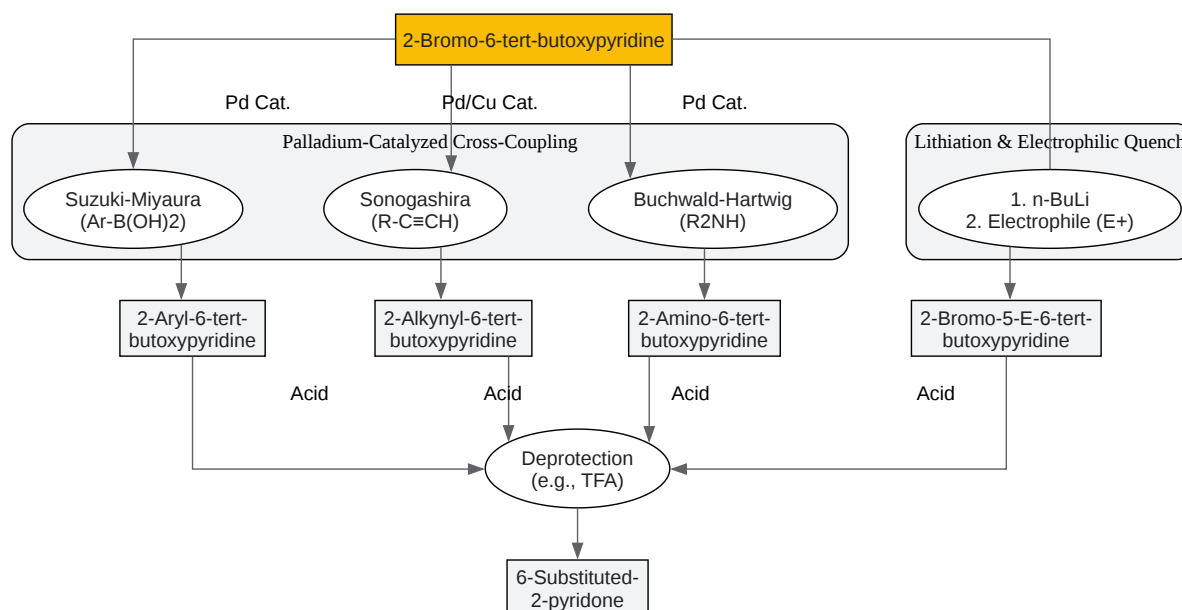 2-Bromo-6-tert-butoxypyridine
Pd Cat.
Pd/Cu Cat.
Pd Cat.
Palladium-Catalyzed Cross-Coupling
Lithiation & Electrophilic Quench
Suzuki-Miyaura
(Ar-B(OH)2)
Sonogashira
(R-C≡CH)
Buchwald-Hartwig
(R2NH)
1. n-BuLi
2. Electrophile (E+)
2-Aryl-6-tert-
butoxypyridine
2-Alkynyl-6-tert-
butoxypyridine
2-Amino-6-tert-
butoxypyridine
2-Bromo-5-E-6-tert-
butoxypyridine
Acid
Acid
Acid
Acid
Deprotection
(e.g., TFA)
6-Substituted-
2-pyridone